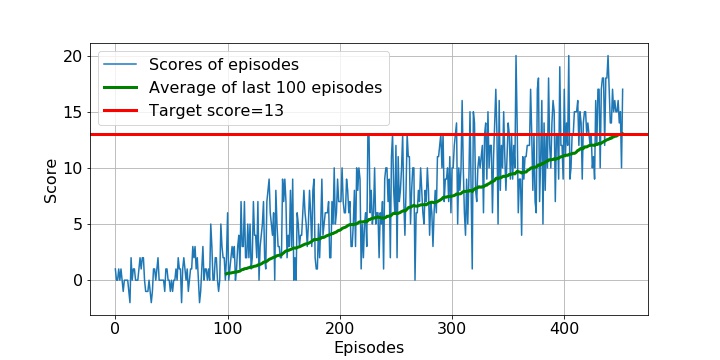 20
15
10
5
0
Score
Scores of episodes
Average of last 100 episodes
Target score=13
0 100 200 300 400
Episodes